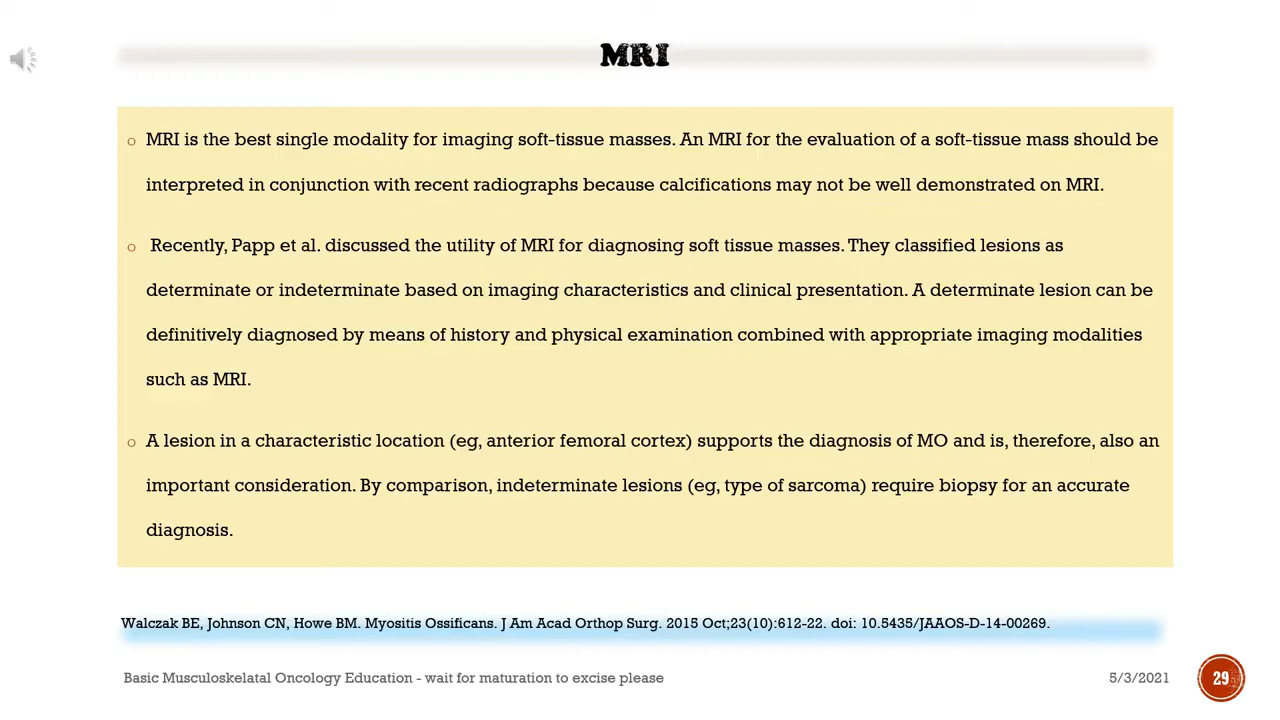 MRI
o MRI is the best single modality for imaging soft-tissue masses. An MRI for the evaluation of a soft-tissue mass should be
interpreted in conjunction with recent radiographs because calcifications may not be well demonstrated on MRI.
o Recently, Papp et al. discussed the utility of MRI for diagnosing soft tissue masses. They classified lesions as
determinate or indeterminate based on imaging characteristics and clinical presentation. A determinate lesion can be
definitively diagnosed by means of history and physical examination combined with appropriate imaging modalities
such as MRI.
o A lesion in a characteristic location (eg, anterior femoral cortex) supports the diagnosis of MO and is, therefore, also an
important consideration. By comparison, indeterminate lesions (eg, type of sarcoma) require biopsy for an accurate
diagnosis.
Walczak BE, Johnson CN, Howe BM. Myositis Ossificans. J Am Acad Orthop Surg. 2015 Oct;23(10):612-22. doi: 10.5435/JAAOS-D-14-00269.
Basic Musculoskelatal Oncology Education - wait for maturation to excise please
5/3/2021
29